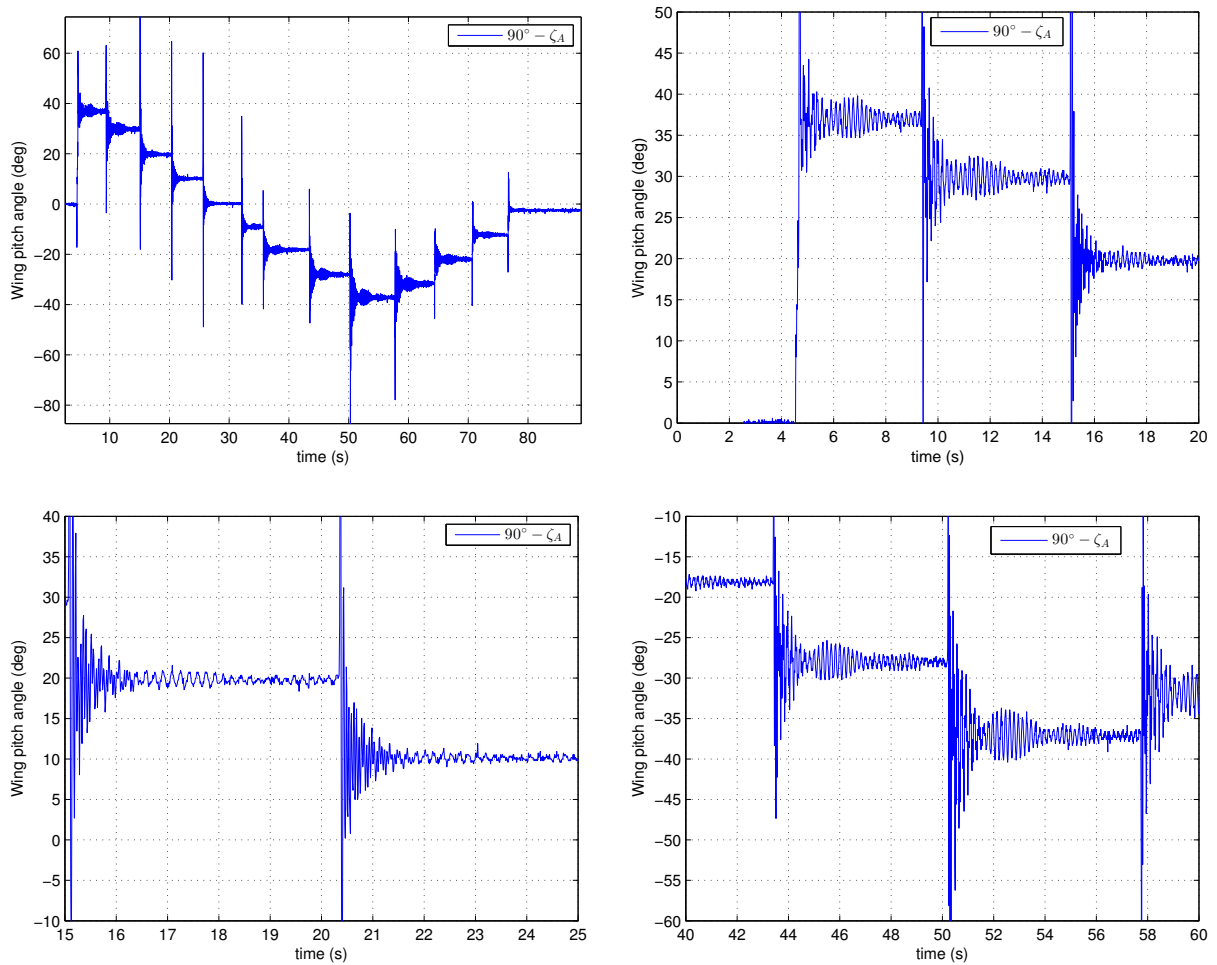 90° − ζA
Wing pitch angle (deg)
60
40
20
0
−20
−40
−60
−80
10 20 30 40 50 60 70 80
time (s)
90° − ζA
Wing pitch angle (deg)
50
45
40
35
30
25
20
15
10
5
0
0 2 4 6 8 10 12 14 16 18 20
time (s)
90° − ζA
Wing pitch angle (deg)
40
35
30
25
20
15
10
5
0
−5
−10
15 16 17 18 19 20 21 22 23 24 25
time (s)
90° − ζA
Wing pitch angle (deg)
−10
−15
−20
−25
−30
−35
−40
−45
−50
−55
−60
40 42 44 46 48 50 52 54 56 58 60
time (s)